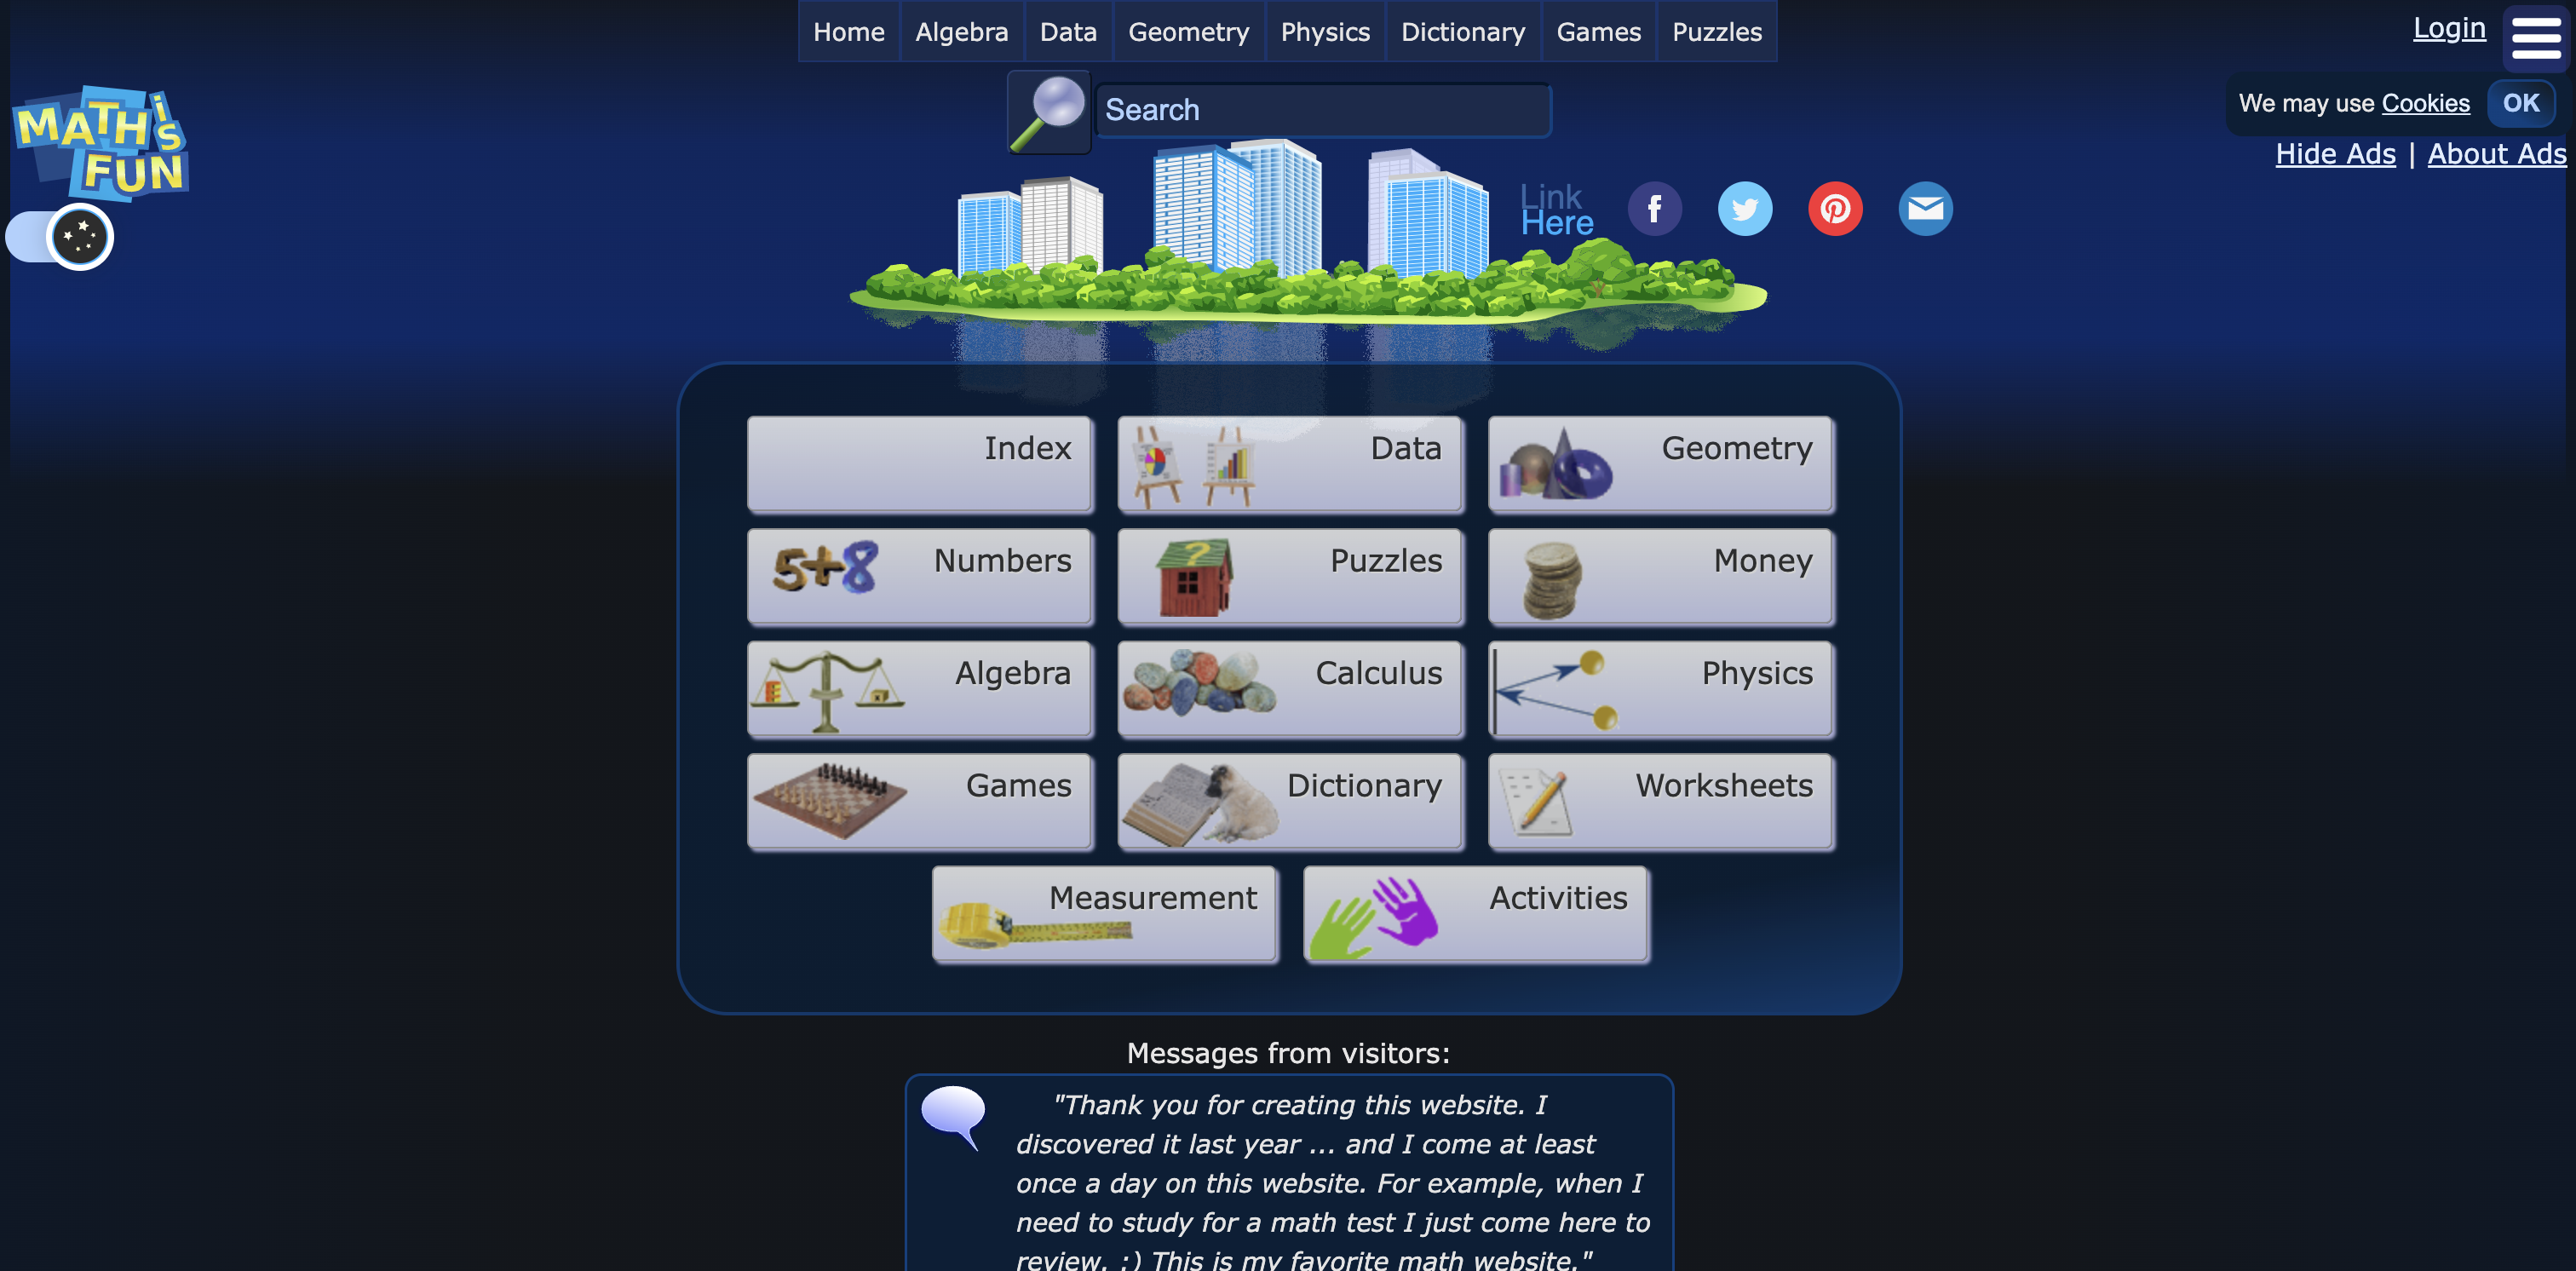 Home Algebra Data Geometry Physics Dictionary Games Puzzles
Login
Search
We may use Cookies OK
Hide Ads | About Ads
MATH is FUN
Link
Here
Index Data Geometry
Numbers Puzzles Money
5+8 ?
Algebra Calculus Physics
Games Dictionary Worksheets
Measurement Activities
Messages from visitors:
"Thank you for creating this website. I
discovered it last year ... and I come at least
once a day on this website. For example, when I
need to study for a math test I just come here to
review. :) This is my favorite math website."